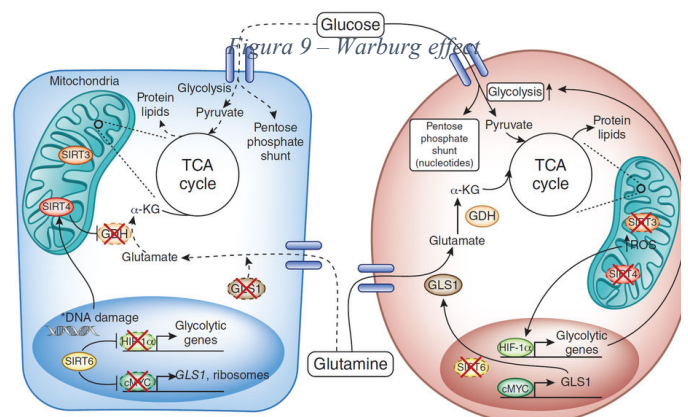 Glucose
Figura 9 – Warburg effect
Mitochondria
Glycolysis
Protein
lipids
Pyruvate
Pentose
phosphate
shunt
TCA
cycle
SIRT3
SIRT4
α-KG
GDH
Glutamate
GLS1
*DNA damage
SIRT6
HIF-1α
Glycolytic
genes
cMYC
GLS1, ribosomes
Glutamine
Glycolysis
Pentose
phosphate
shunt
(nucleotides)
Pyruvate
Protein
lipids
TCA
cycle
α-KG
GDH
Glutamate
GLS1
SIRT3
ROS
SIRT4
HIF-1α
Glycolytic
genes
SIRT6
cMYC
GLS1